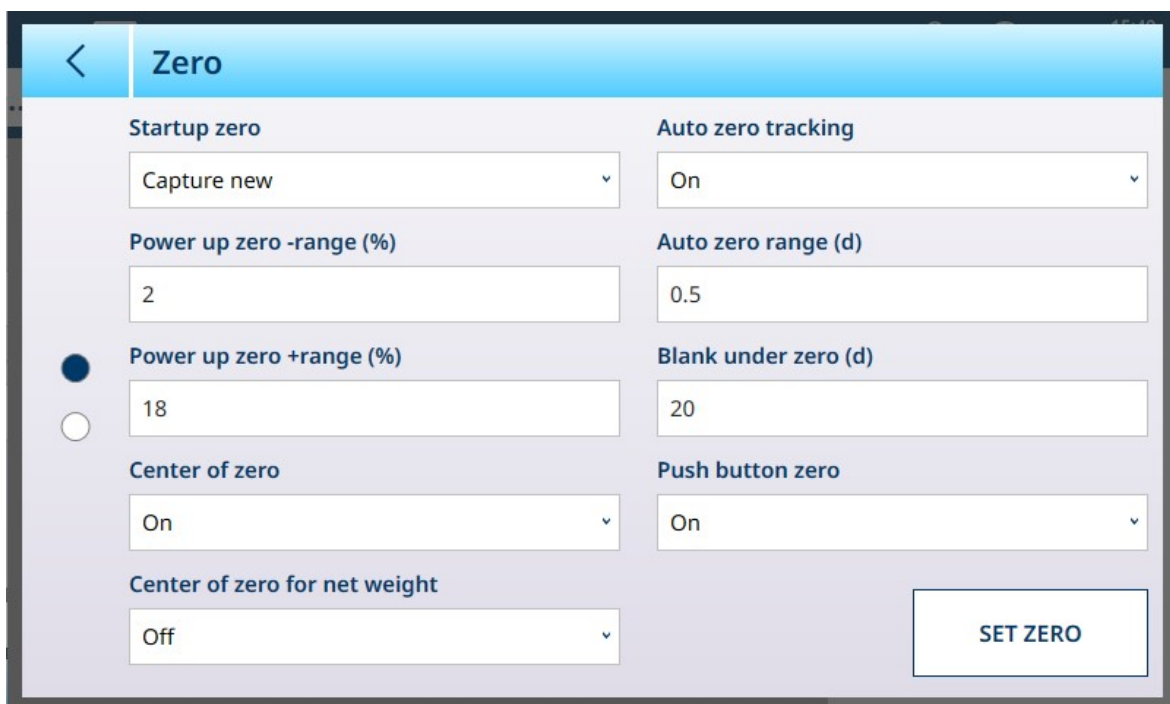 Zero
Startup zero
Capture new
Power up zero -range (%)
2
Power up zero +range (%)
18
Center of zero
On
Center of zero for net weight
Off
Auto zero tracking
On
Auto zero range (d)
0.5
Blank under zero (d)
20
Push button zero
On
SET ZERO